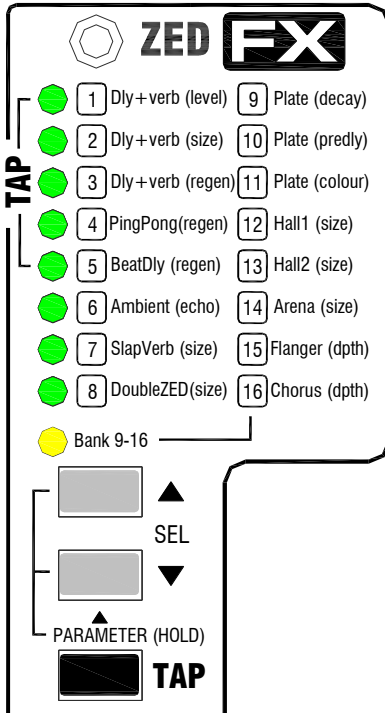 ZED FX
TAP
1 Dly+verb (level) 9 Plate (decay)
2 Dly+verb (size) 10 Plate (predly)
3 Dly+verb (regen) 11 Plate (colour)
4 PingPong(regen) 12 Hall1 (size)
5 BeatDly (regen) 13 Hall2 (size)
6 Ambient (echo) 14 Arena (size)
7 SlapVerb (size) 15 Flanger (dpth)
8 DoubleZED(size) 16 Chorus (dpth)
Bank 9-16
SEL
PARAMETER (HOLD)
TAP